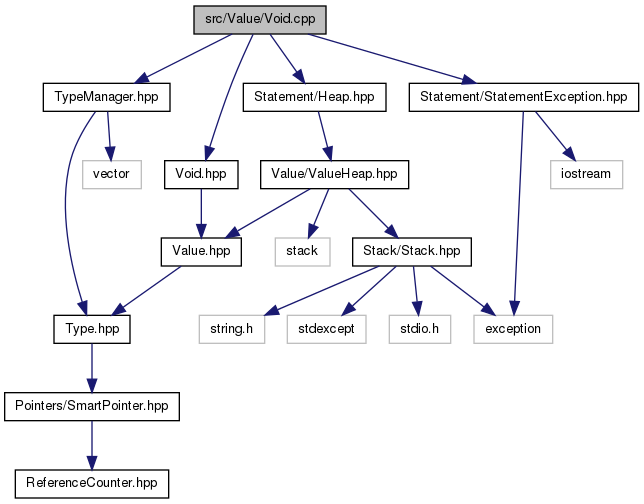 src/Value/Void.cpp
TypeManager.hpp
Statement/Heap.hpp
Statement/StatementException.hpp
vector
Void.hpp
Value/ValueHeap.hpp
iostream
Value.hpp
stack
Stack/Stack.hpp
Type.hpp
string.h
stdexcept
stdio.h
exception
Pointers/SmartPointer.hpp
ReferenceCounter.hpp